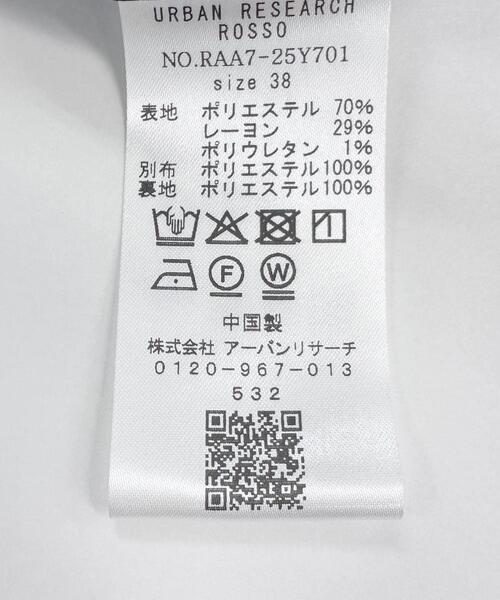 URBAN RESEARCH
ROSSO
NO.RAA7-25Y701
size 38
表地 ポリエステル 70%
レーヨン 29%
ポリウレタン 1%
別布 ポリエステル100%
裏地 ポリエステル100%
F W
中国製
株式会社 アーバンリサーチ
0120-967-013
532